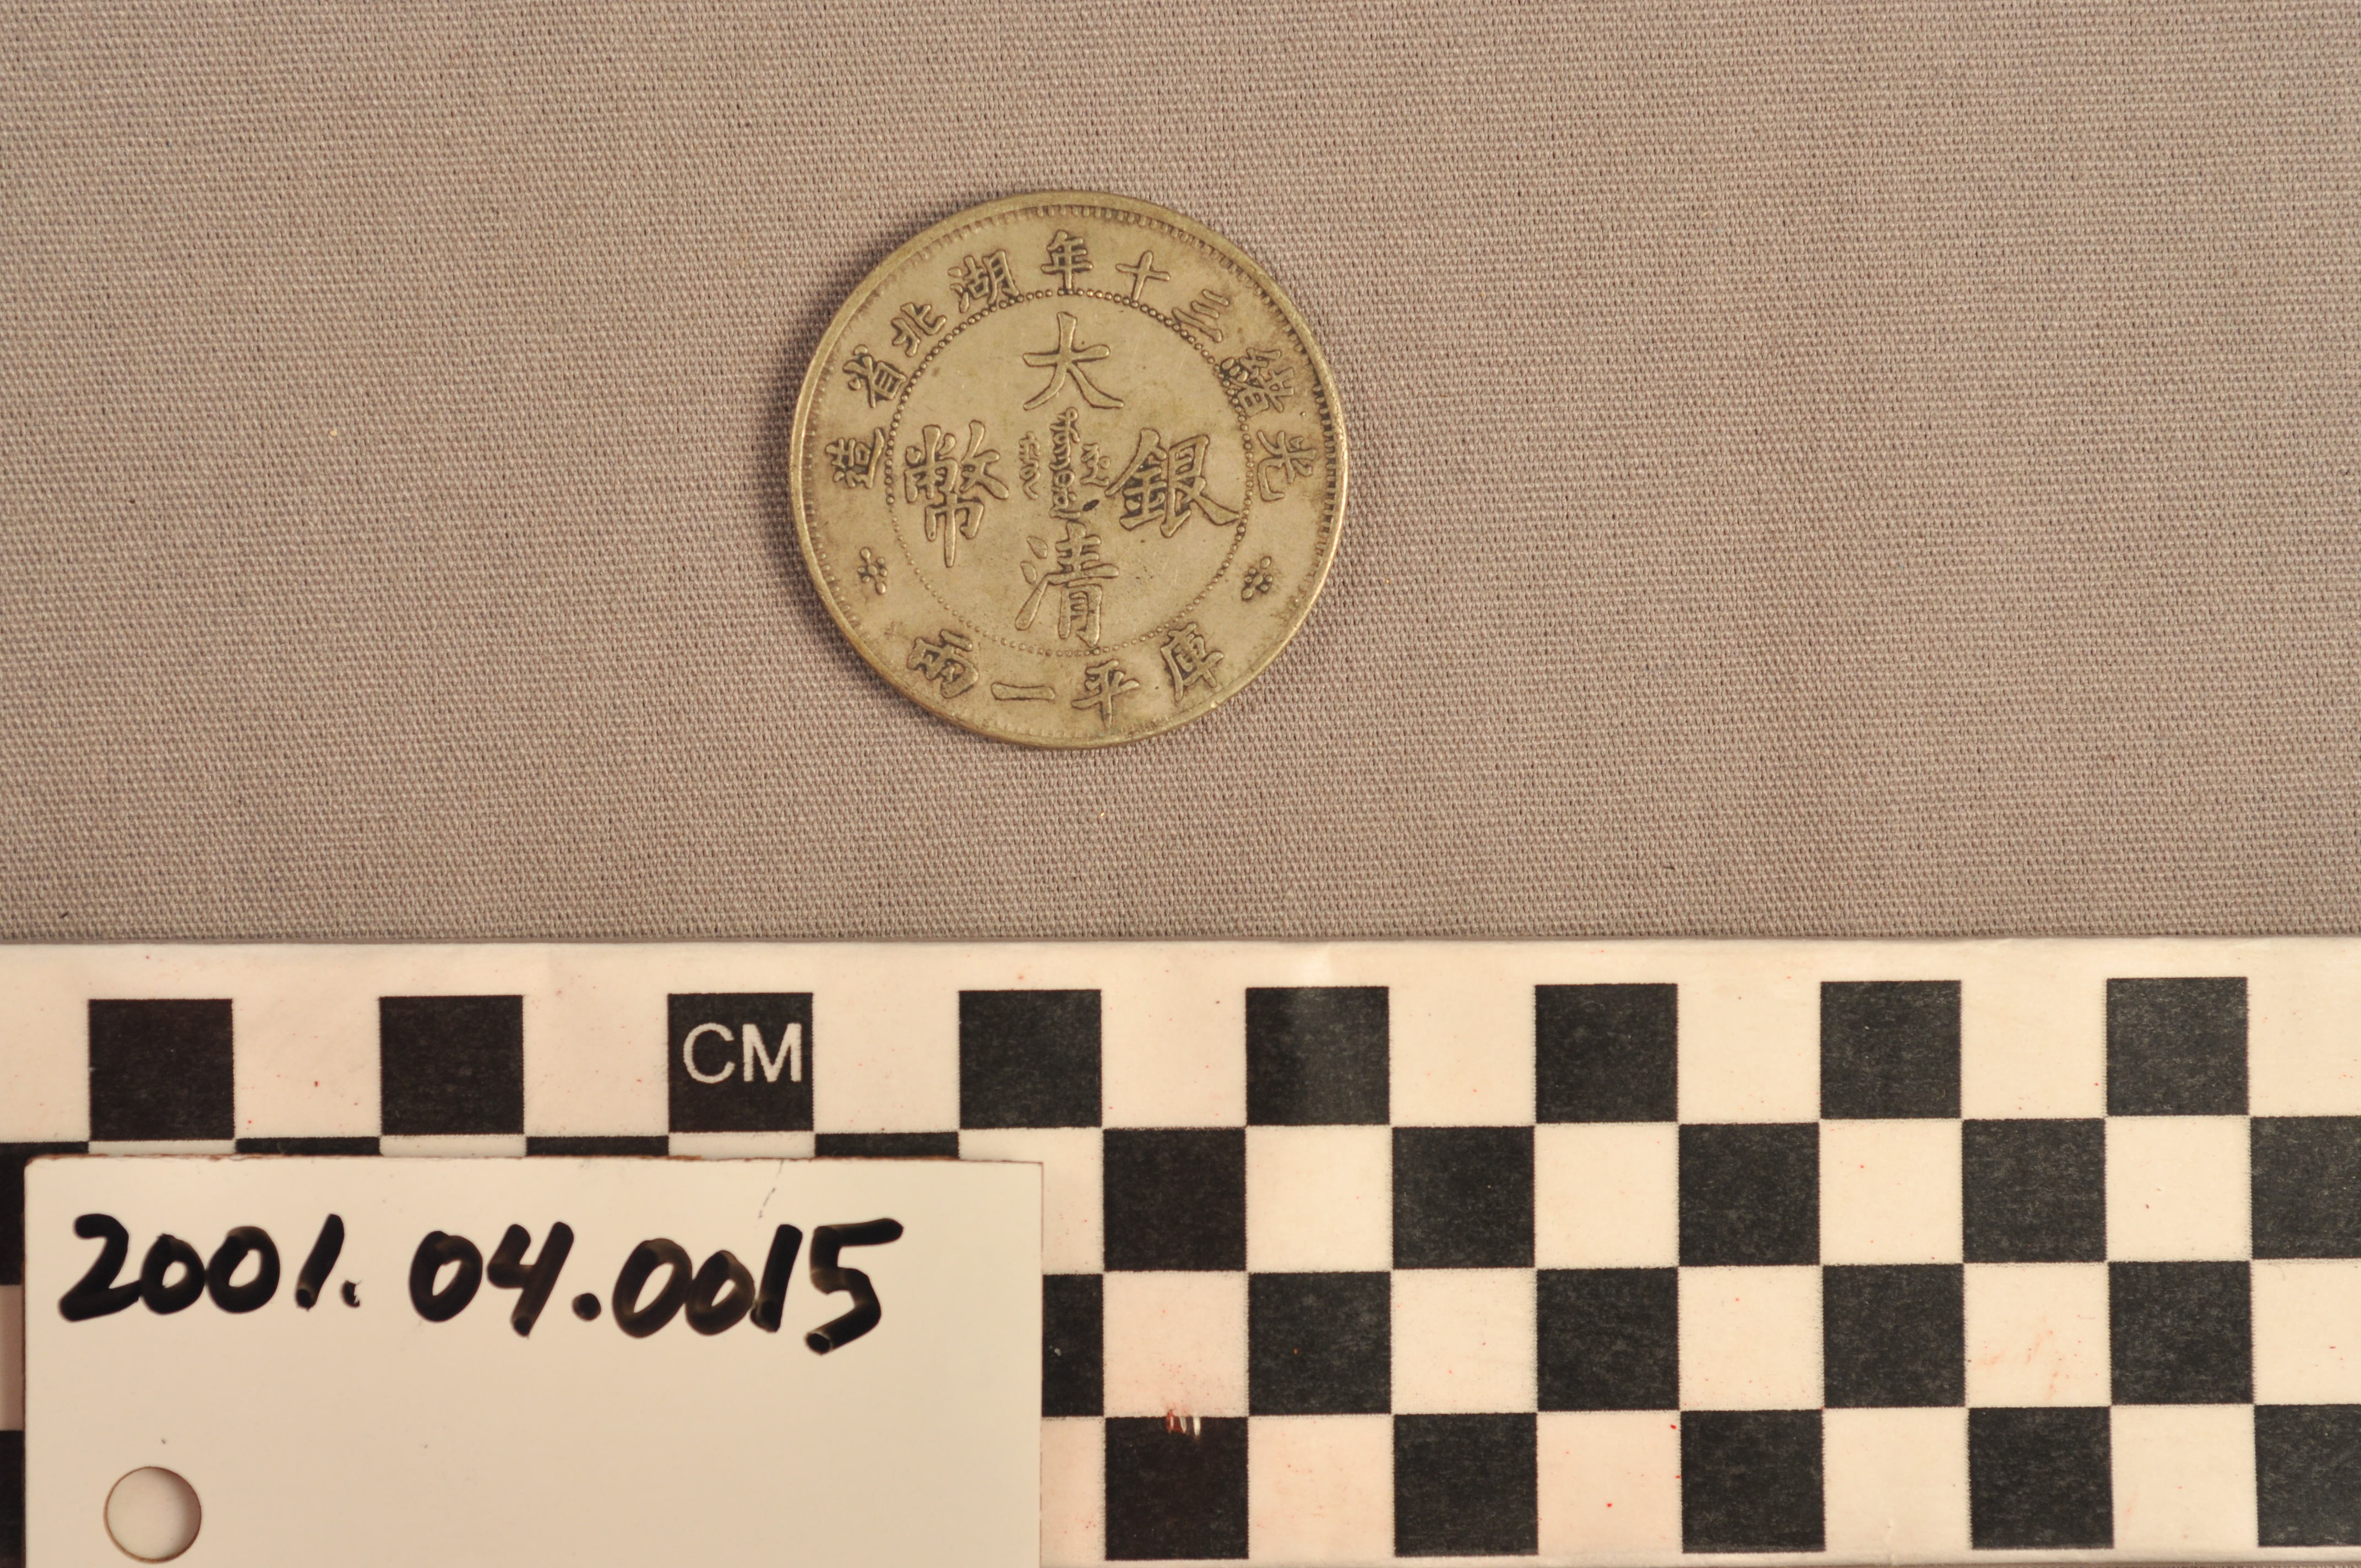 光緒三十年湖北省造
大清
銀幣
庫平一兩
CM
2001.04.0015